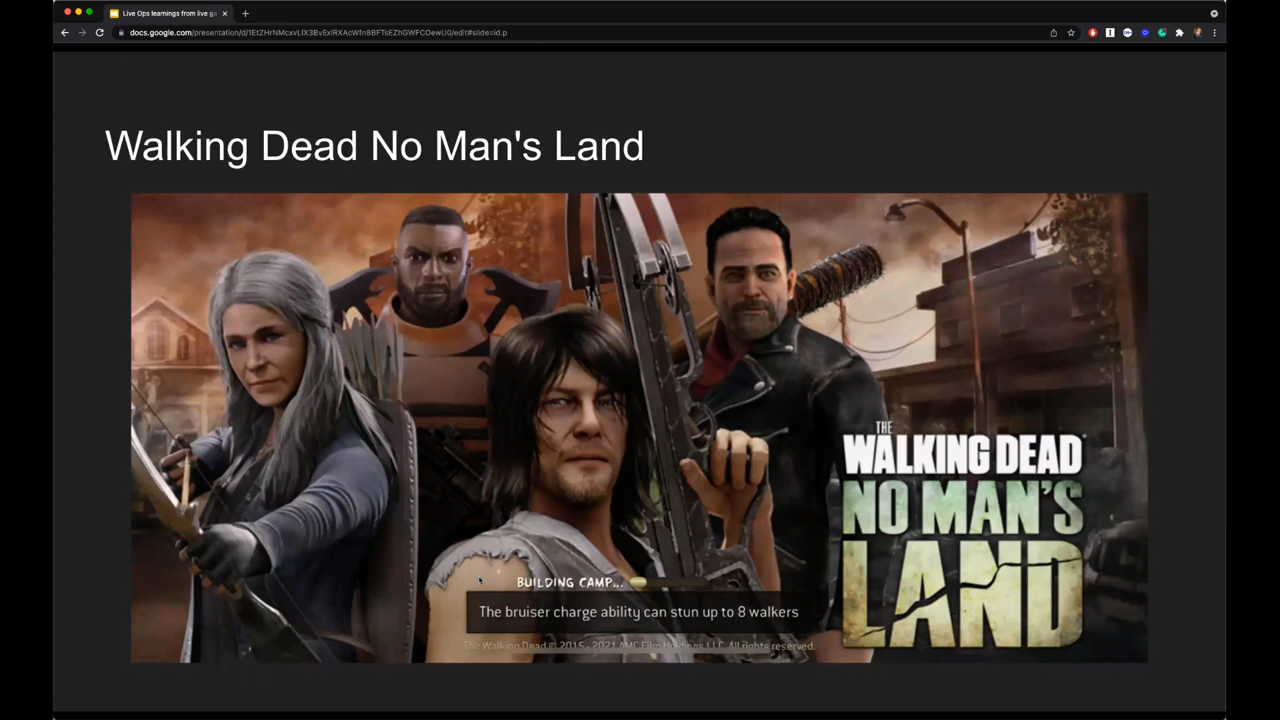 Live Ops learnings from live ga
docs.google.com/presentation/d/1EtZHrNMcxvLIX3BvExIRXAcWfn8BFTsEZhGWFCOewU0/edit#slide=id.p
Walking Dead No Man's Land
THE
WALKING DEAD
NO MAN'S
LAND
BUILDING CAMP...
The bruiser charge ability can stun up to 8 walkers
The Walking Dead © 2015 - 2021 AMC Film Holdings LLC. All rights reserved.